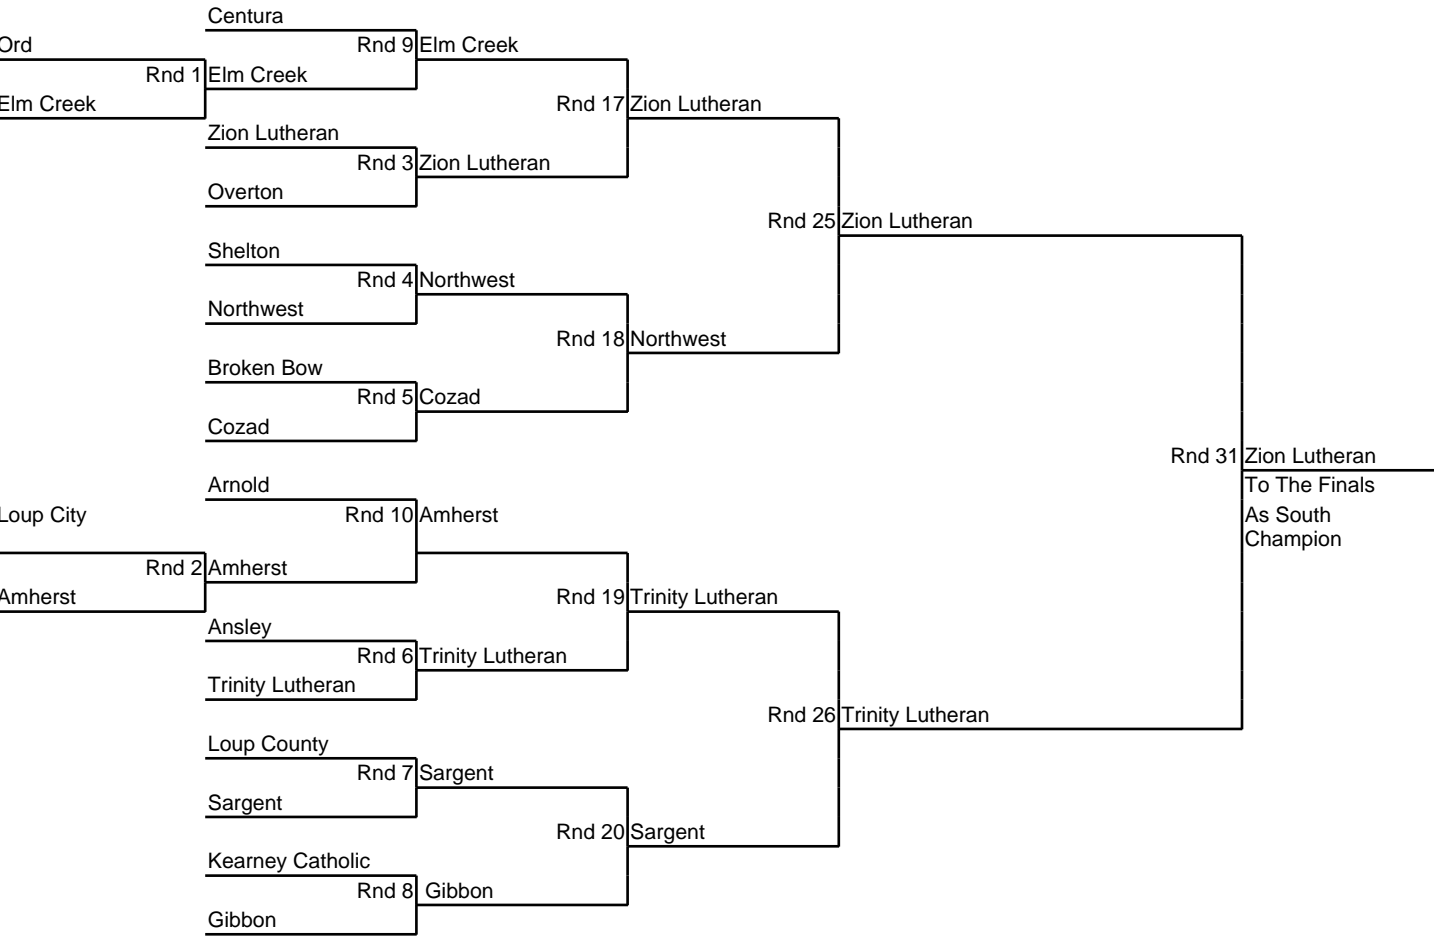 Centura
Ord
Rnd 9 Elm Creek
Rnd 1 Elm Creek
Elm Creek
Rnd 17 Zion Lutheran
Zion Lutheran
Rnd 3 Zion Lutheran
Overton
Rnd 25 Zion Lutheran
Shelton
Rnd 4 Northwest
Northwest
Rnd 18 Northwest
Broken Bow
Rnd 5 Cozad
Cozad
Rnd 31 Zion Lutheran
To The Finals
As South
Champion
Arnold
Loup City
Rnd 10 Amherst
Rnd 2 Amherst
Amherst
Rnd 19 Trinity Lutheran
Ansley
Rnd 6 Trinity Lutheran
Trinity Lutheran
Rnd 26 Trinity Lutheran
Loup County
Rnd 7 Sargent
Sargent
Rnd 20 Sargent
Kearney Catholic
Rnd 8 Gibbon
Gibbon